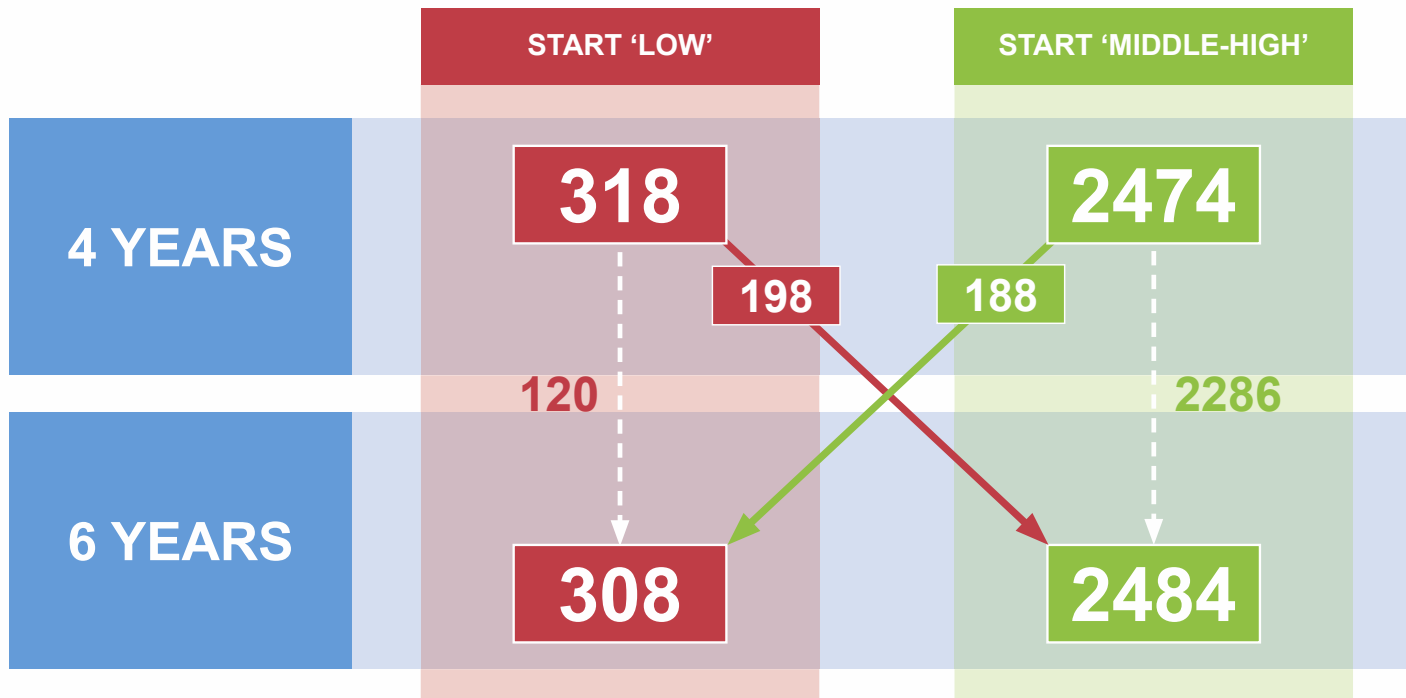 START ‘LOW’
START ‘MIDDLE-HIGH’
4 YEARS
318
2474
198
188
120
2286
6 YEARS
308
2484